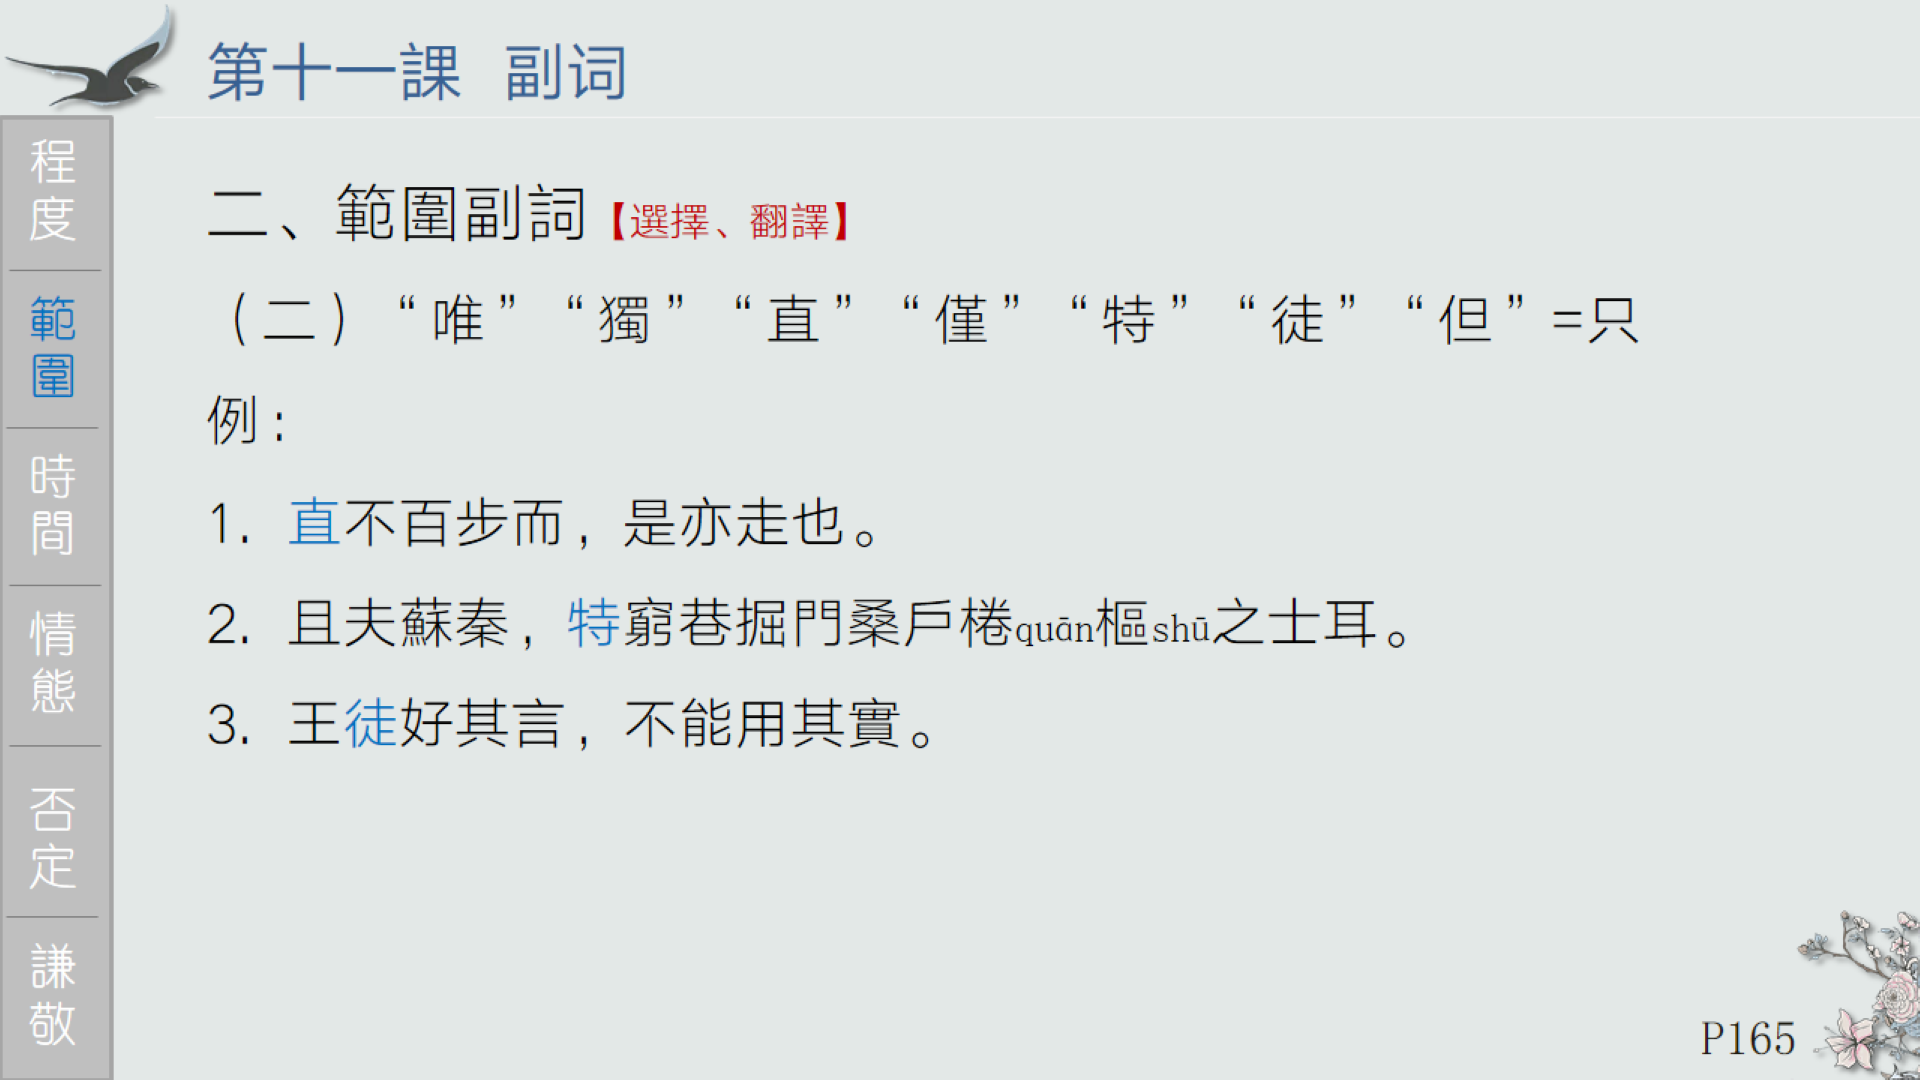 第十一課 副词
程度
範圍
時間
情態
否定
謙敬
二、範圍副詞【選擇、翻譯】
（二）“唯”“獨”“直”“僅”“特”“徒”“但”=只
例：
1. 直不百步而，是亦走也。
2. 且夫蘇秦，特窮巷掘門桑戶棬quān樞shū之士耳。
3. 王徒好其言，不能用其實。
P165